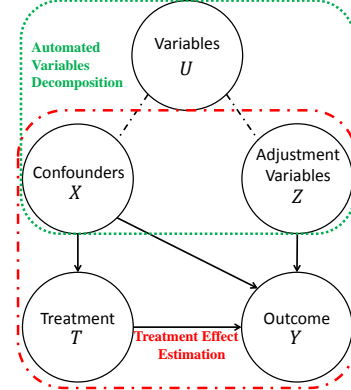 Automated
Variables
Decomposition
Variables
U
Confounders
X
Adjustment
Variables
Z
Treatment
T
Treatment Effect
Estimation
Outcome
Y